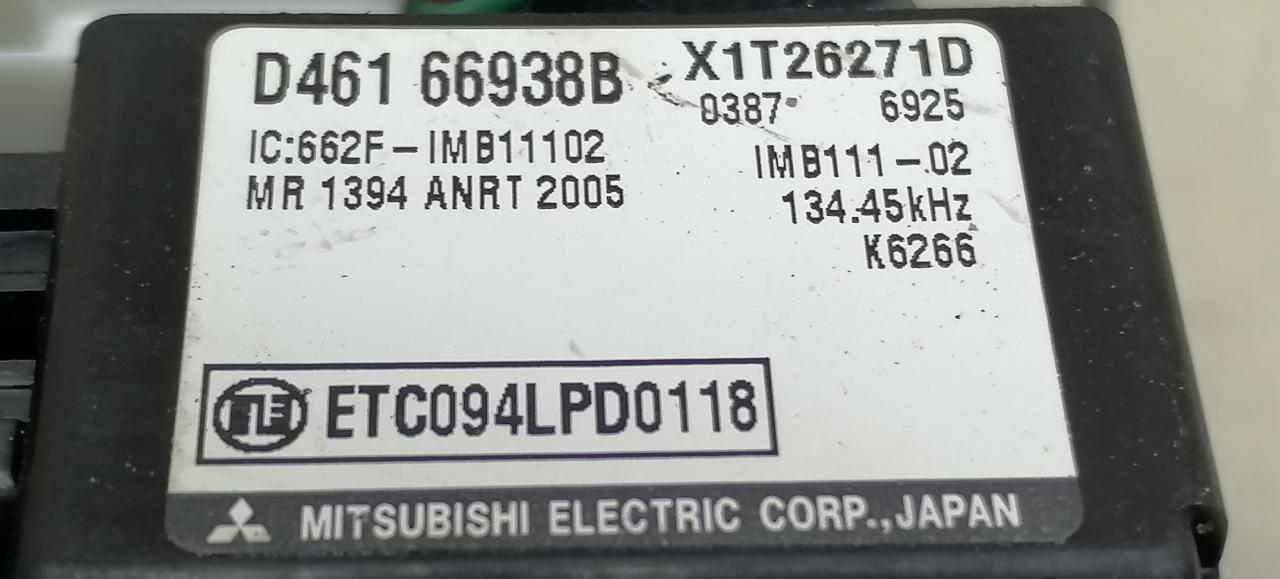 D461 66938B X1T26271D
0387 6925
IC:662F-IMB11102
IMB111-02
MR 1394 ANRT 2005
134.45kHz
K6266
ETC094LPD0118
MITSUBISHI ELECTRIC CORP.,JAPAN